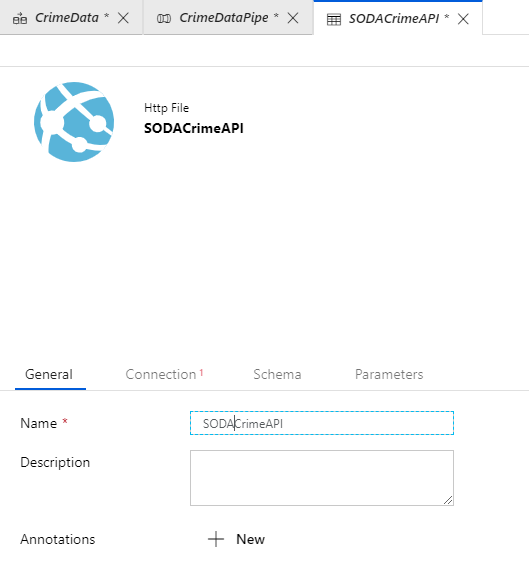 CrimeData * CrimeDataPipe * SODACrimeAPI *
Http File
SODACrimeAPI
General Connection 1 Schema Parameters
Name * SODACrimeAPI
Description
Annotations + New